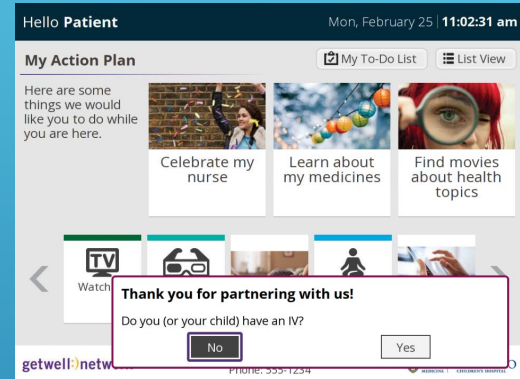 Hello Patient
Mon, February 25 | 11:02:31 am
My Action Plan
My To-Do List
List View
Here are some
things we would
like you to do while
you are here.
Celebrate my
nurse
Learn about
my medicines
Find movies
about health
topics
TV
Watch
Thank you for partnering with us!
Do you (or your child) have an IV?
No
Yes
getwell:)netw
Phone: 555-1234
MEDICINE
CHILDREN'S HOSPITAL